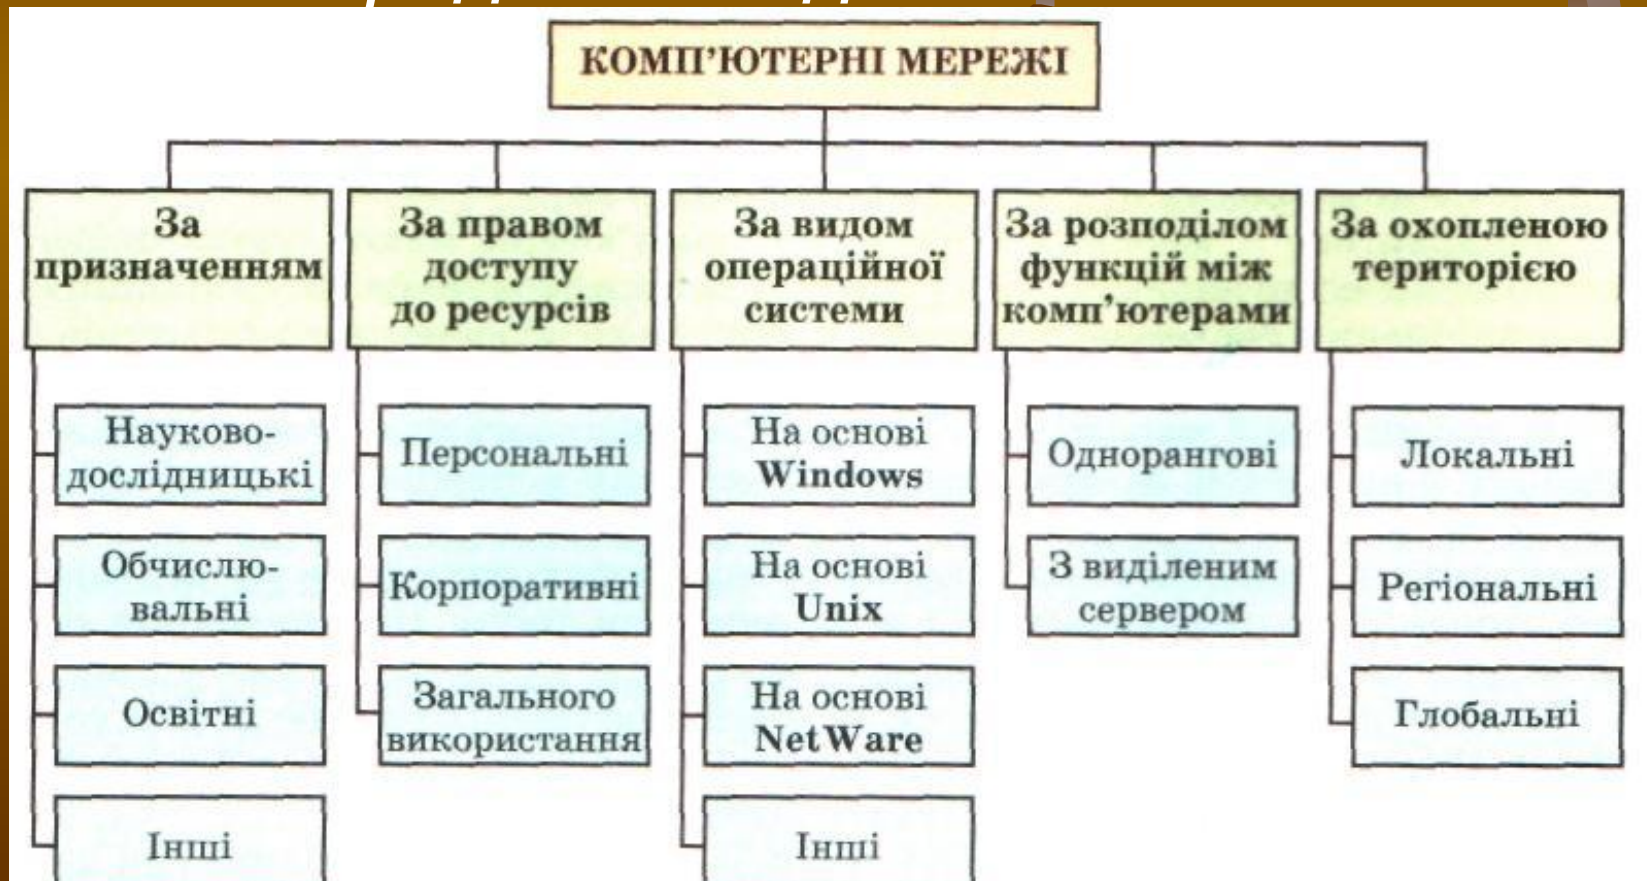 КОМП’ЮТЕРНІ МЕРЕЖІ
За
призначенням
Науково-
дослідницькі
Обчислю-
вальні
Освітні
Інші
За правом
доступу
до ресурсів
Персональні
Корпоративні
Загального
використання
За видом
операційної
системи
На основі
Windows
На основі
Unix
На основі
NetWare
Інші
За розподілом
функцій між
комп’ютерами
Однорангові
З виділеним
сервером
За охопленою
територією
Локальні
Регіональні
Глобальні